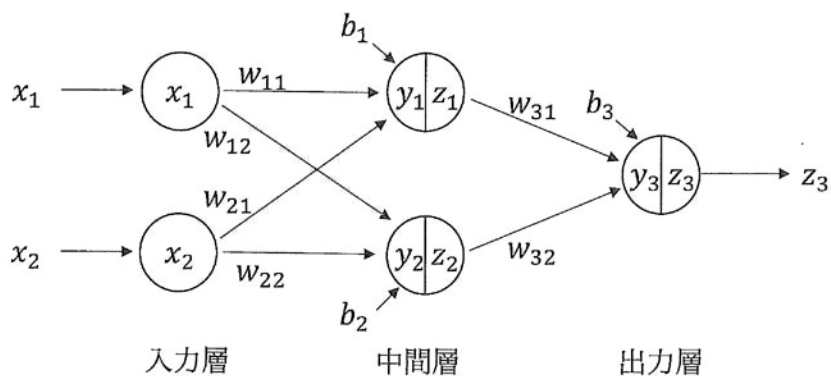 b₁
x₁ x₁ w₁₁ y₁ z₁ w₃₁ b₃
w₁₂ y₃ z₃ z₃
w₂₁
x₂ x₂ w₂₂ y₂ z₂ w₃₂
b₂
入力層 中間層 出力層